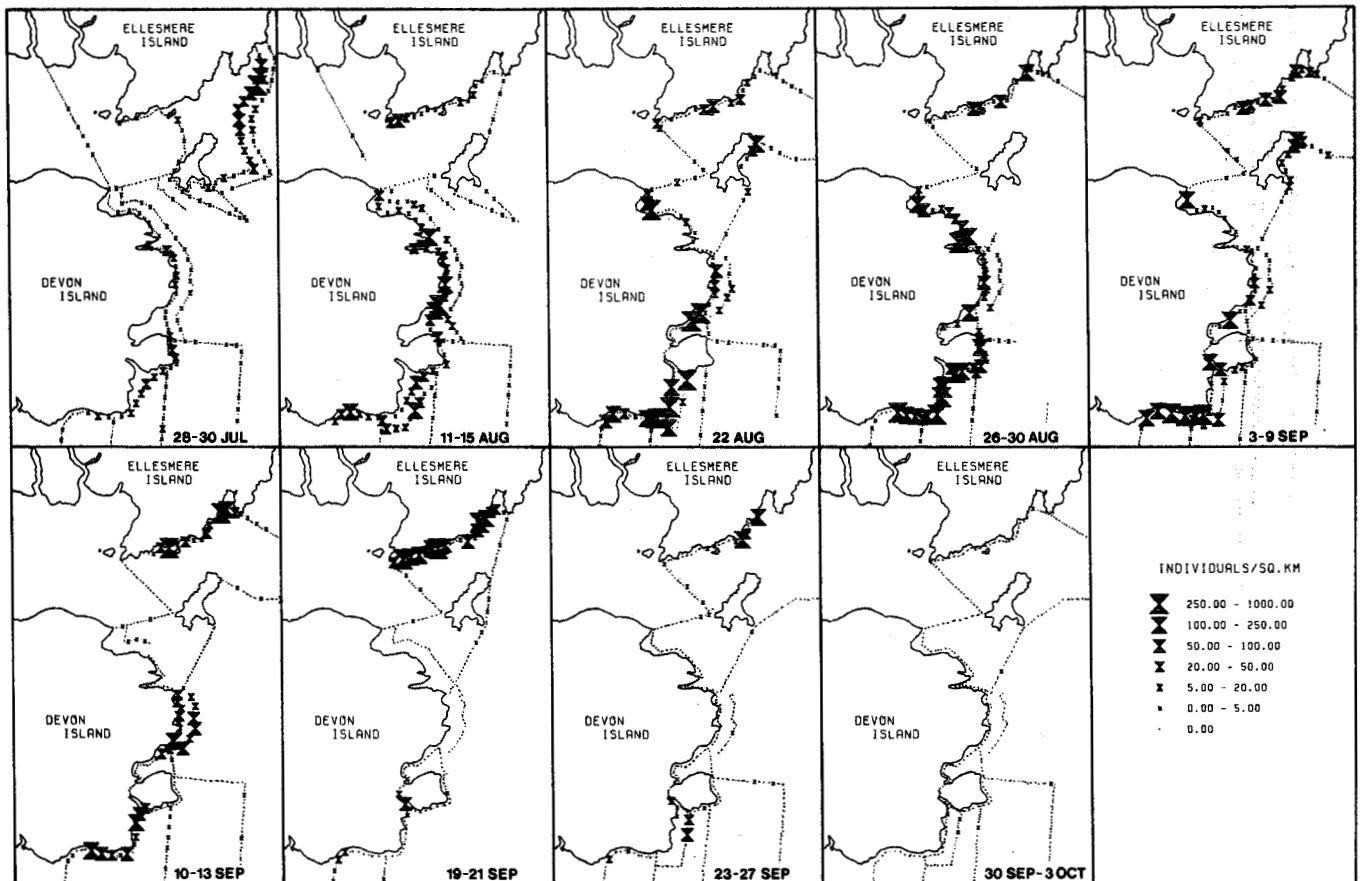 ELLESMERE
ISLAND
DEVON
ISLAND
28-30 JUL
ELLESMERE
ISLAND
DEVON
ISLAND
11-15 AUG
ELLESMERE
ISLAND
DEVON
ISLAND
22 AUG
ELLESMERE
ISLAND
DEVON
ISLAND
26-30 AUG
ELLESMERE
ISLAND
DEVON
ISLAND
3-9 SEP
ELLESMERE
ISLAND
DEVON
ISLAND
10-13 SEP
ELLESMERE
ISLAND
DEVON
ISLAND
19-21 SEP
ELLESMERE
ISLAND
DEVON
ISLAND
23-27 SEP
ELLESMERE
ISLAND
DEVON
ISLAND
30 SEP-3 OCT
INDIVIDUALS/SQ.KM
250.00 - 1000.00
100.00 - 250.00
50.00 - 100.00
20.00 - 50.00
5.00 - 20.00
0.00 - 5.00
0.00